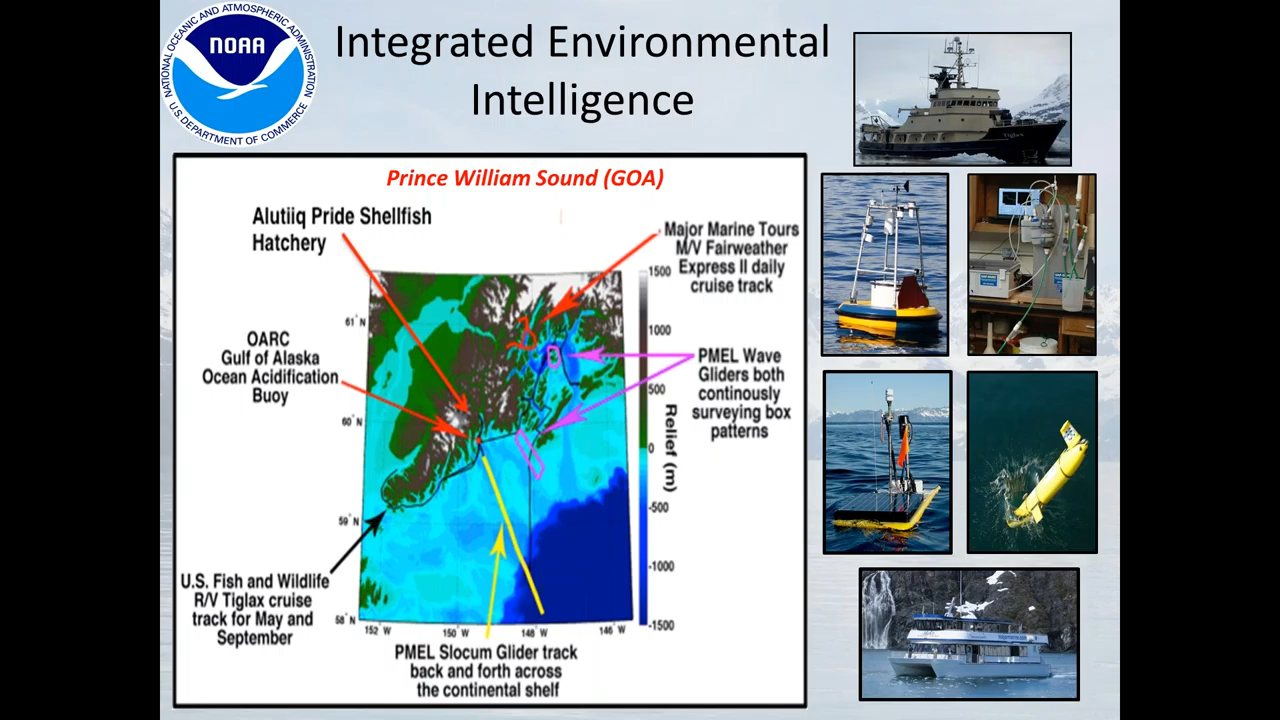 NATIONAL OCEANIC AND ATMOSPHERIC ADMINISTRATION
NOAA
U.S. DEPARTMENT OF COMMERCE
Integrated Environmental
Intelligence
Prince William Sound (GOA)
Alutiiq Pride Shellfish
Hatchery
Major Marine Tours
M/V Fairweather
Express II daily
cruise track
OARC
Gulf of Alaska
Ocean Acidification
Buoy
PMEL Wave
Gliders both
continously
surveying box
patterns
U.S. Fish and Wildlife
R/V Tiglax cruise
track for May and
September
PMEL Slocum Glider track
back and forth across
the continental shelf
61°N
60°N
59°N
58°N
152 W
150 W
148 W
146 W
1500
1000
500
0
-500
-1000
-1500
Relief (m)
Tiglax